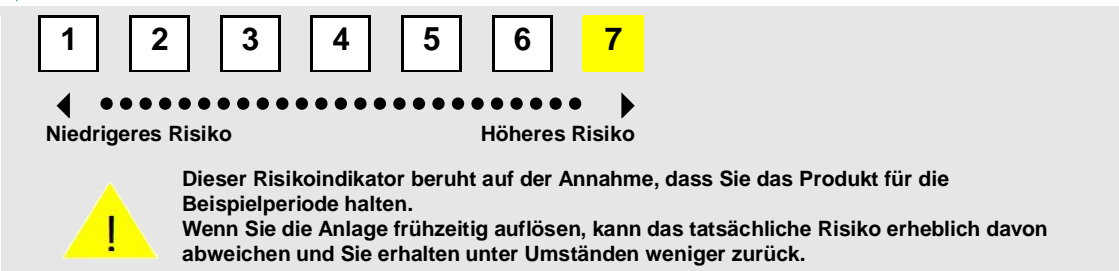 1 2 3 4 5 6 7
Niedrigeres Risiko Höheres Risiko
Dieser Risikoindikator beruht auf der Annahme, dass Sie das Produkt für die
Beispielperiode halten.
Wenn Sie die Anlage frühzeitig auflösen, kann das tatsächliche Risiko erheblich davon
abweichen und Sie erhalten unter Umständen weniger zurück.
!